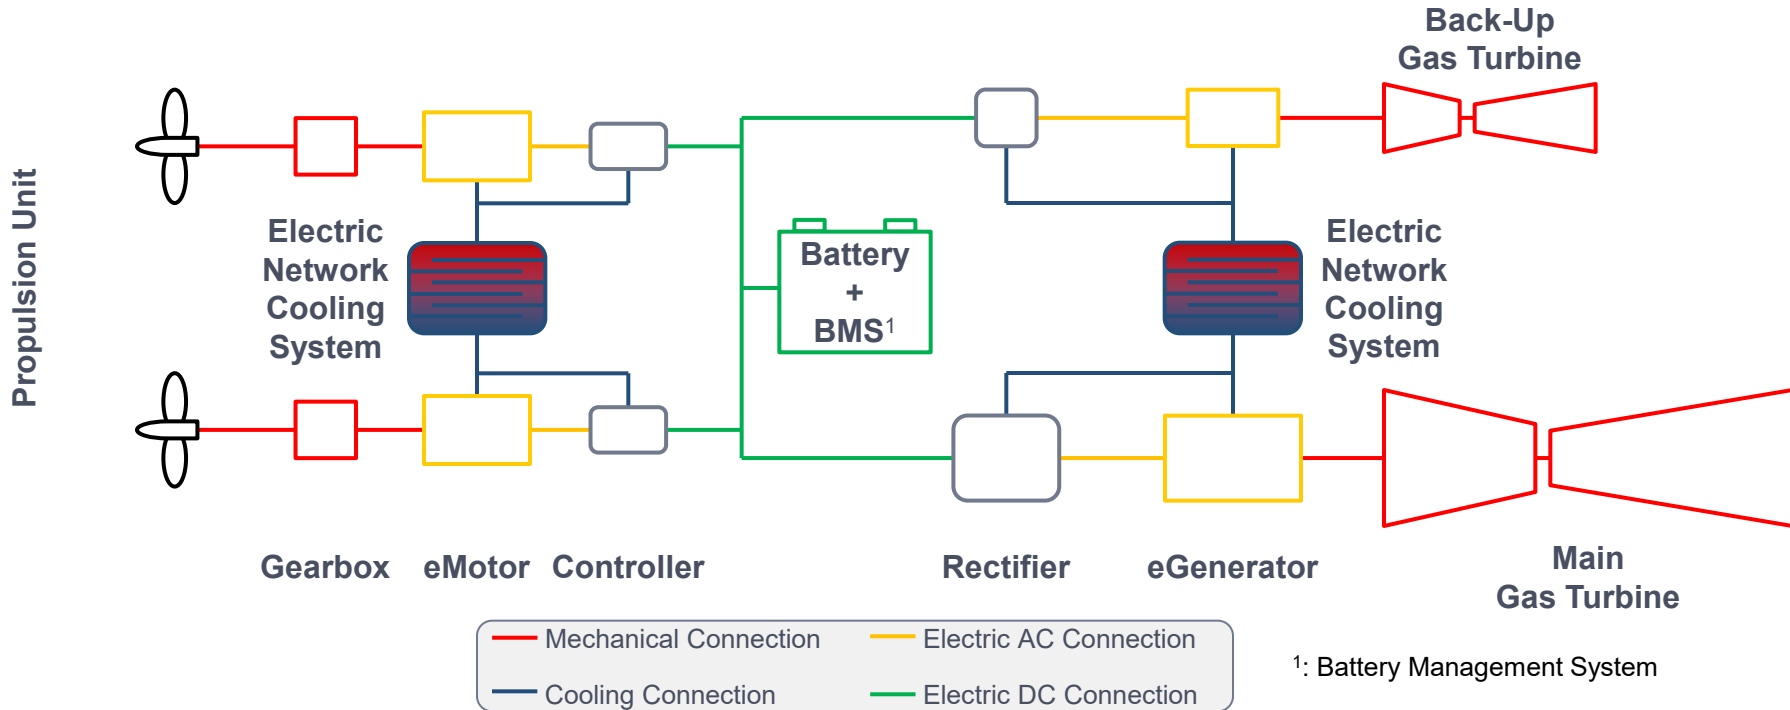 Back-Up
Gas Turbine
Propulsion Unit
Electric
Network
Cooling
System
Battery
+
BMS¹
Electric
Network
Cooling
System
Gearbox
eMotor
Controller
Rectifier
eGenerator
Main
Gas Turbine
Mechanical Connection
Electric AC Connection
Cooling Connection
Electric DC Connection
¹: Battery Management System